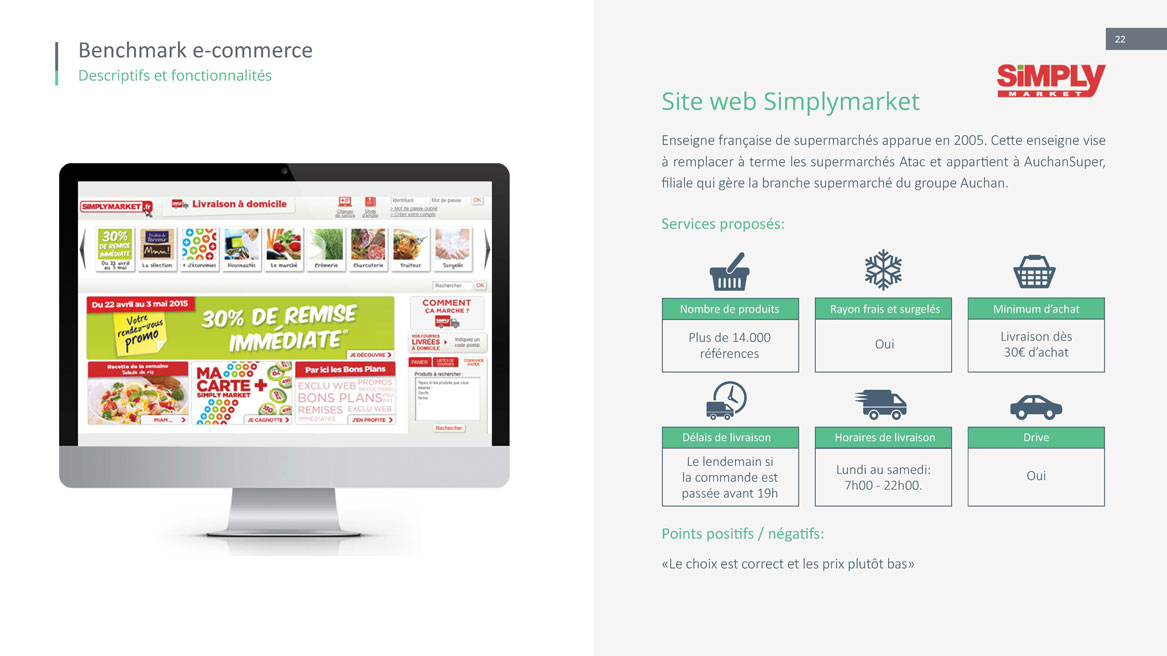 Benchmark e-commerce
Descriptifs et fonctionnalités
22
SiMPLY
MARKET
Site web Simplymarket
Enseigne française de supermarchés apparue en 2005. Cette enseigne vise
à remplacer à terme les supermarchés Atac et appartient à AuchanSuper,
filiale qui gère la branche supermarché du groupe Auchan.
Services proposés:
Nombre de produits
Plus de 14.000
références
Rayon frais et surgelés
Oui
Minimum d'achat
Livraison dès
30€ d'achat
Délais de livraison
Le lendemain si
la commande est
passée avant 19h
Horaires de livraison
Lundi au samedi:
7h00 - 22h00.
Drive
Oui
Points positifs / négatifs:
«Le choix est correct et les prix plutôt bas»
SIMPLYMARKET.fr
Livraison à domicile
Changer
de service
Mode
d'emploi
Identifiant
Mot de passe
OK
> Mot de passe oublié
> Créer votre compte
30%
DE REMISE
IMMÉDIATE
Du 22 avril
au 3 mai
La sélection
+ d'économies
Nouveautés
Le marché
Crèmerie
Charcuterie
Traiteur
Surgelés
Rechercher
OK
Du 22 avril au 3 mai 2015
Votre
rendez-vous
promo
30% DE REMISE
IMMÉDIATE
JE DÉCOUVRE >
COMMENT
ÇA MARCHE ?
VOS COURSES
LIVRÉES
À DOMICILE
Indiquez un
code postal
PANIER
LISTES DE
COURSES
COMMANDE
RAPIDE
Produits à rechercher :
Rechercher
Recette de la semaine
Salade de riz
MIAM ... >
MA
CARTE +
SIMPLY MARKET
JE CAGNOTTE >
Par ici les Bons Plans
EXCLU WEB PROMOS
BONS PLANS
REMISES EXCLU WEB
IMMÉDIATES
J'EN PROFITE >